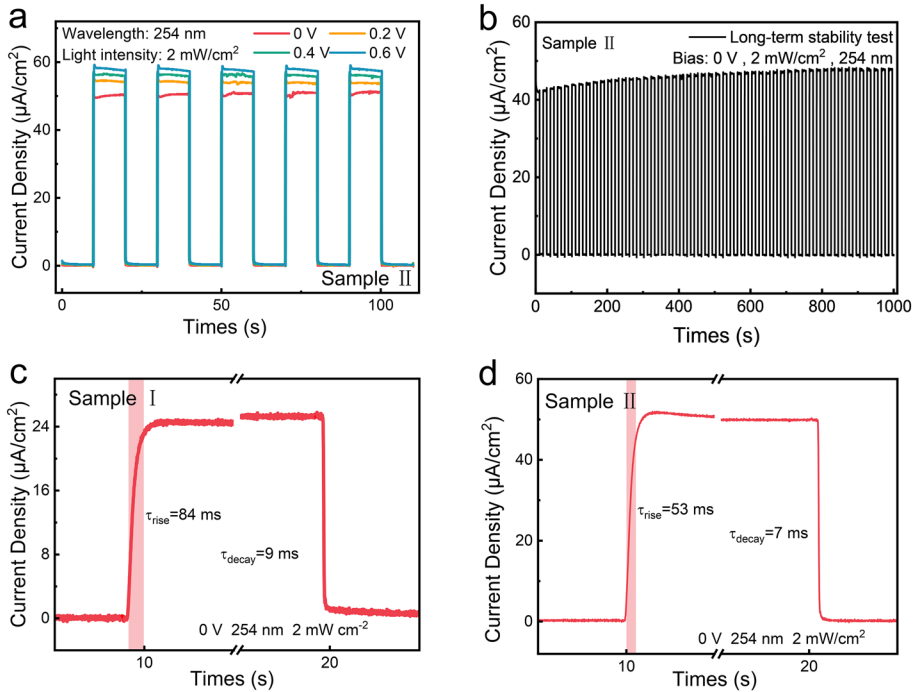 a
Wavelength: 254 nm
Light intensity: 2 mW/cm²
0 V
0.2 V
0.4 V
0.6 V
60
40
20
0
Current Density (μA/cm²)
Sample Ⅱ
0
50
100
Times (s)
b
Sample Ⅱ
Long-term stability test
Bias: 0 V , 2 mW/cm² , 254 nm
60
50
40
30
20
10
0
Current Density (μA/cm²)
0
200
400
600
800
1000
Times (s)
c
Sample Ⅰ
24
16
8
0
Current Density (μA/cm²)
τrise=84 ms
τdecay=9 ms
0 V 254 nm 2 mW cm⁻²
10
20
Times (s)
d
Sample Ⅱ
60
40
20
0
Current Density (μA/cm²)
τrise=53 ms
τdecay=7 ms
0 V 254 nm 2 mW/cm²
10
20
Times (s)